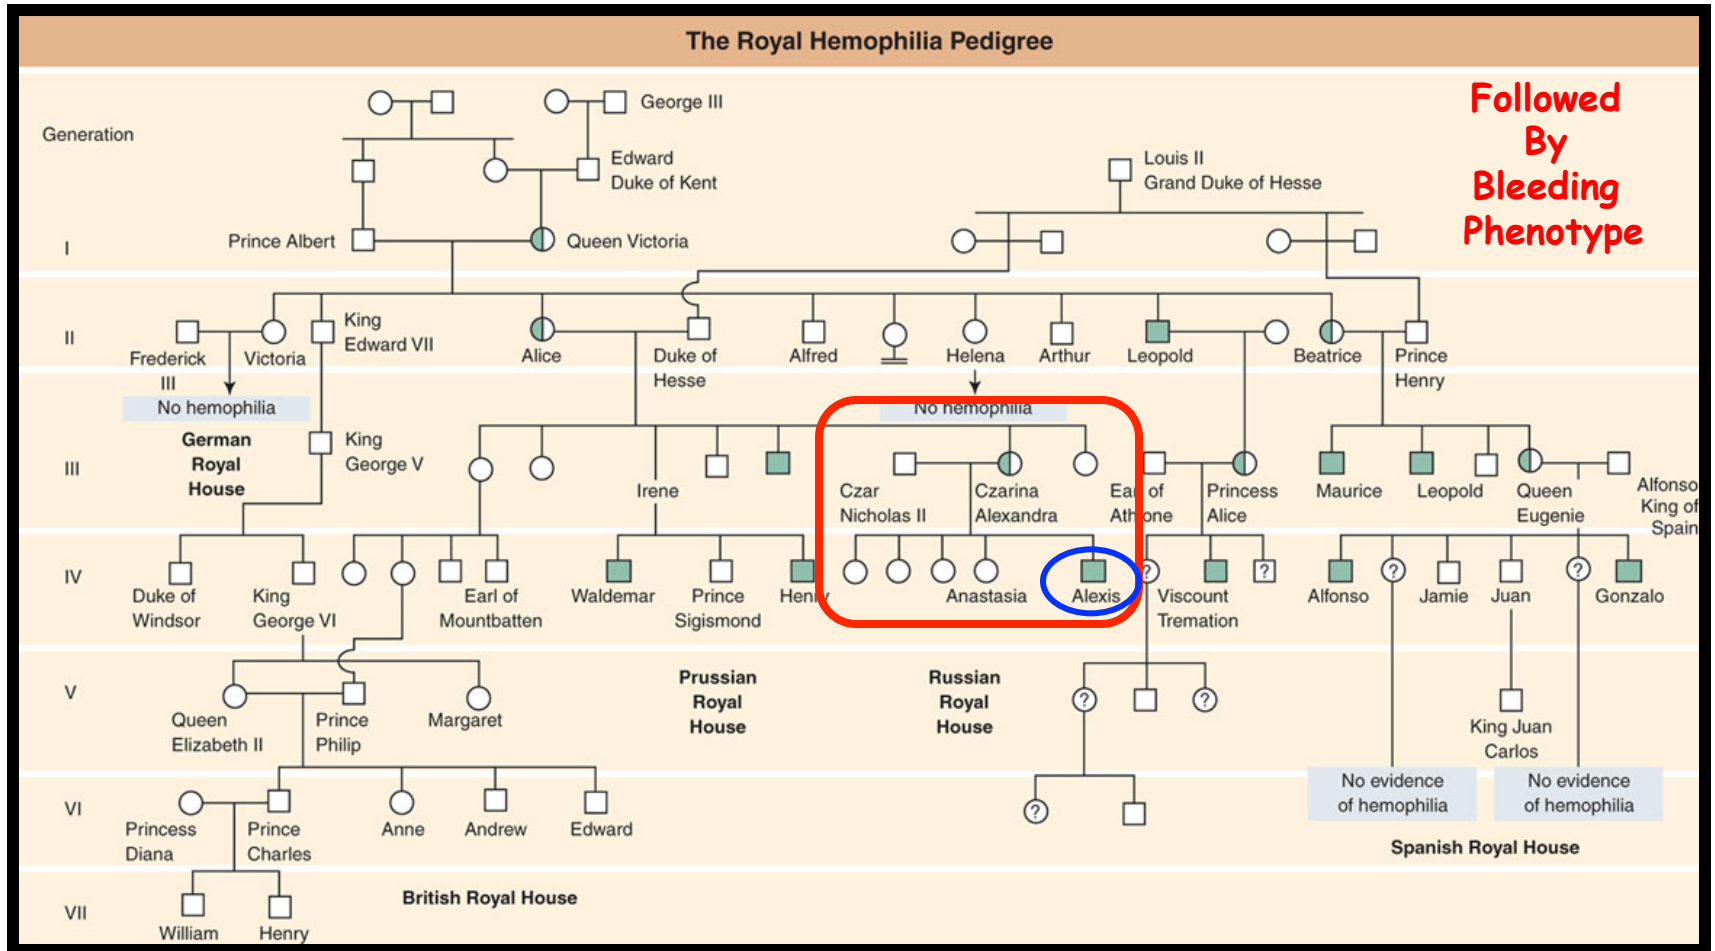 The Royal Hemophilia Pedigree
Followed
By
Bleeding
Phenotype
Generation
George III
Edward
Duke of Kent
Louis II
Grand Duke of Hesse
I
Prince Albert
Queen Victoria
II
Frederick
III
Victoria
King
Edward VII
Alice
Duke of
Hesse
Alfred
Helena
Arthur
Leopold
Beatrice
Prince
Henry
No hemophilia
No hemophilia
German
Royal
House
King
George V
III
Irene
Czar
Nicholas II
Czarina
Alexandra
Earl of
Athlone
Princess
Alice
Maurice
Leopold
Queen
Eugenie
Alfonso
King of
Spain
IV
Duke of
Windsor
King
George VI
Earl of
Mountbatten
Waldemar
Prince
Sigismond
Henry
Anastasia
Alexis
?
Viscount
Tremation
?
Alfonso
?
Jamie
Juan
?
Gonzalo
V
Queen
Elizabeth II
Prince
Philip
Margaret
Prussian
Royal
House
Russian
Royal
House
?
?
King Juan
Carlos
No evidence
of hemophilia
No evidence
of hemophilia
VI
Princess
Diana
Prince
Charles
Anne
Andrew
Edward
?
Spanish Royal House
VII
William
Henry
British Royal House